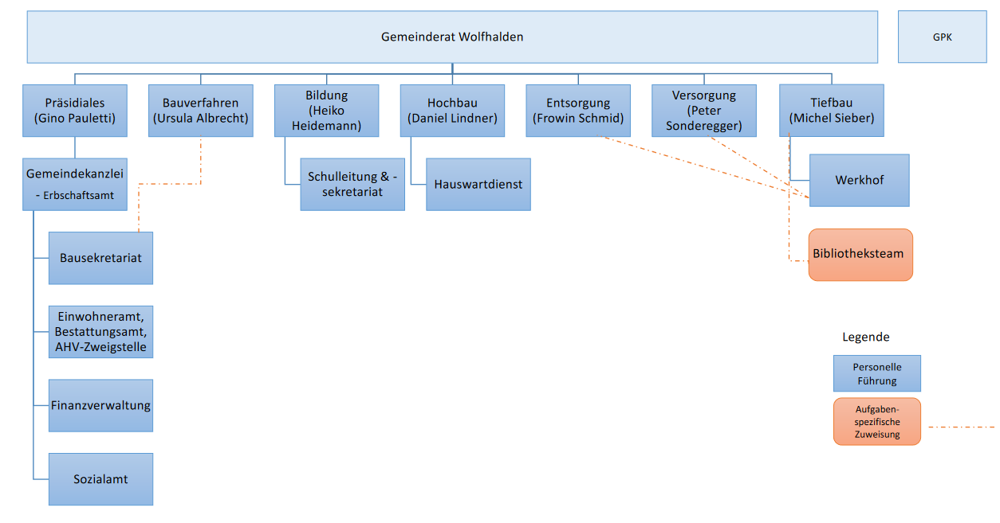 Gemeinderat Wolfhalden
GPK
Präsidiales
(Gino Pauletti)
Bauverfahren
(Ursula Albrecht)
Bildung
(Heiko
Heidemann)
Hochbau
(Daniel Lindner)
Entsorgung
(Frowin Schmid)
Versorgung
(Peter
Sonderegger)
Tiefbau
(Michel Sieber)
Gemeindekanzlei
- Erbschaftsamt
Schulleitung & -
sekretariat
Hauswartdienst
Werkhof
Bausekretariat
Bibliotheksteam
Einwohneramt,
Bestattungsamt,
AHV-Zweigstelle
Finanzverwaltung
Sozialamt
Legende
Personelle
Führung
Aufgaben-
spezifische
Zuweisung